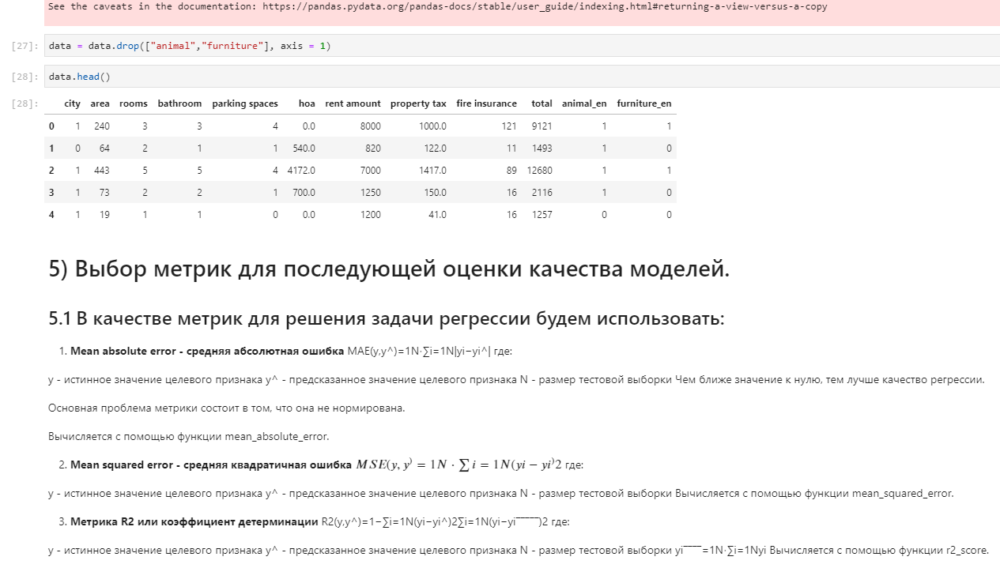 See the caveats in the documentation: https://pandas.pydata.org/pandas-docs/stable/user_guide/indexing.html#returning-a-view-versus-a-copy
[27]: data = data.drop(["animal","furniture"], axis = 1)
[28]: data.head()
[28]: city area rooms bathroom parking spaces hoa rent amount property tax fire insurance total animal_en furniture_en
0 1 240 3 3 4 0.0 8000 1000.0 121 9121 1 1
1 0 64 2 1 1 540.0 820 122.0 11 1493 1 0
2 1 443 5 5 4 4172.0 7000 1417.0 89 12680 1 1
3 1 73 2 2 1 700.0 1250 150.0 16 2116 1 0
4 1 19 1 1 0 0.0 1200 41.0 16 1257 0 0
5) Выбор метрик для последующей оценки качества моделей.
5.1 В качестве метрик для решения задачи регрессии будем использовать:
1. Mean absolute error - средняя абсолютная ошибка MAE(y,y^)=1N⋅∑i=1N|yi−yi^| где:
y - истинное значение целевого признака y^ - предсказанное значение целевого признака N - размер тестовой выборки Чем ближе значение к нулю, тем лучше качество регрессии.
Основная проблема метрики состоит в том, что она не нормирована.
Вычисляется с помощью функции mean_absolute_error.
2. Mean squared error - средняя квадратичная ошибка MSE(y, y⁾ = 1N · ∑ i = 1N(yi − yi⁾2 где:
y - истинное значение целевого признака y^ - предсказанное значение целевого признака N - размер тестовой выборки Вычисляется с помощью функции mean_squared_error.
3. Метрика R2 или коэффициент детерминации R2(y,y^)=1−∑i=1N(yi−yi^)2∑i=1N(yi−yi¯¯¯¯¯)2 где:
y - истинное значение целевого признака y^ - предсказанное значение целевого признака N - размер тестовой выборки yi¯¯¯¯=1N⋅∑i=1Nyi Вычисляется с помощью функции r2_score.